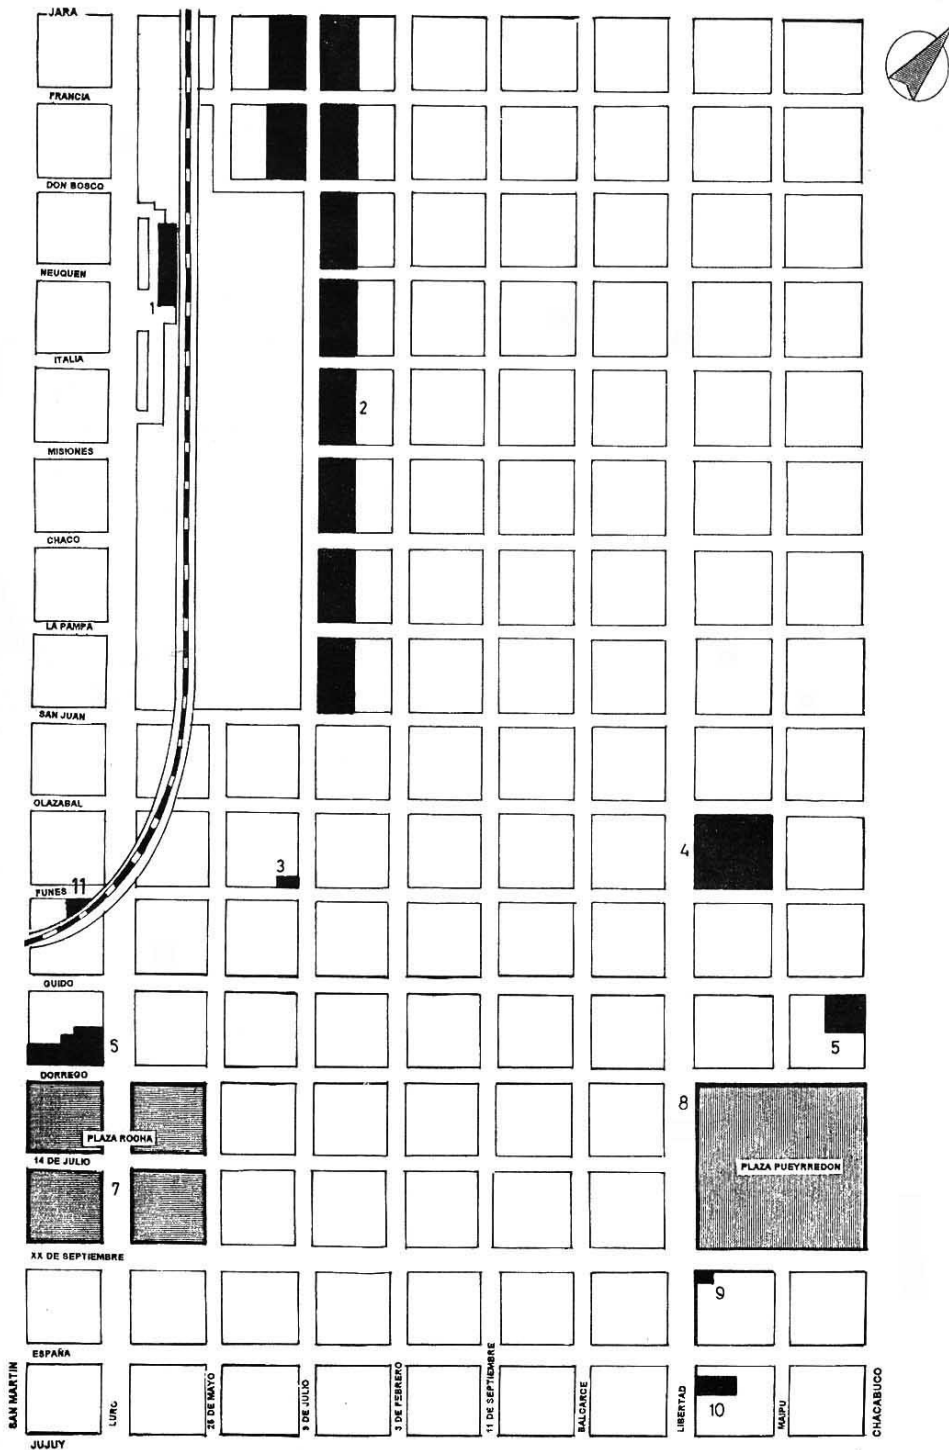 JARA
FRANCIA
DON BOSCO
NEUQUEN
1
ITALIA
2
MISIONES
CHACO
LA PAMPA
SAN JUAN
OLAZABAL
4
3
FUNES 11
GUIDO
5
5
DORREGO
8
PLAZA ROCHA
14 DE JULIO
PLAZA PUEYRREDON
7
XX DE SEPTIEMBRE
9
ESPAÑA
SAN MARTIN
LURO
25 DE MAYO
9 DE JULIO
3 DE FEBRERO
11 DE SEPTIEMBRE
BALCARCE
LIBERTAD
10
MAIPU
CHACABUCO
JUJUY